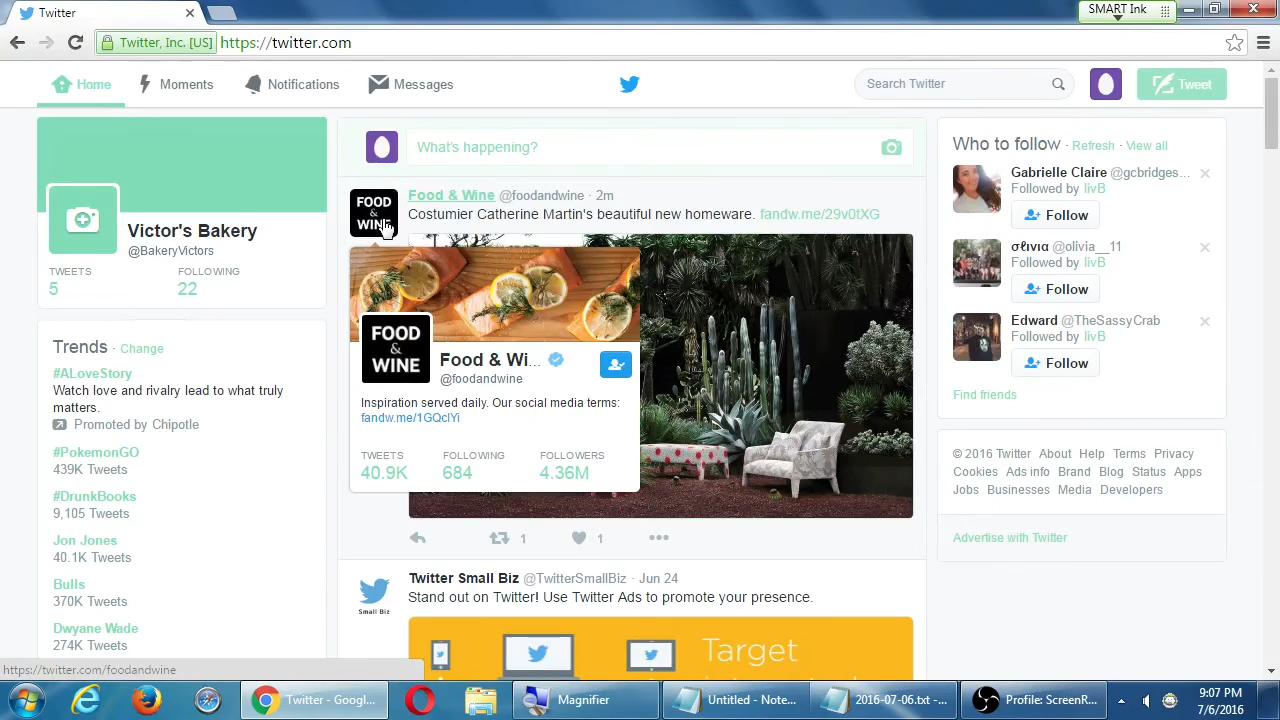 Twitter
SMART Ink
Twitter, Inc. [US]
https://twitter.com
Home
Moments
Notifications
Messages
Search Twitter
Tweet
Victor's Bakery
@BakeryVictors
TWEETS
5
FOLLOWING
22
Trends · Change
#ALoveStory
Watch love and rivalry lead to what truly
matters.
Promoted by Chipotle
#PokemonGO
439K Tweets
#DrunkBooks
9,105 Tweets
Jon Jones
40.1K Tweets
Bulls
370K Tweets
Dwyane Wade
274K Tweets
What's happening?
FOOD
&
WINE
Food & Wine @foodandwine · 2m
Costumier Catherine Martin's beautiful new homeware. fandw.me/29v0tXG
FOOD
&
WINE
Food & Wi...
@foodandwine
Inspiration served daily. Our social media terms:
fandw.me/1GQclYi
TWEETS
40.9K
FOLLOWING
684
FOLLOWERS
4.36M
1
1
Small Biz
Twitter Small Biz @TwitterSmallBiz · Jun 24
Stand out on Twitter! Use Twitter Ads to promote your presence.
Target
Who to follow · Refresh · View all
Gabrielle Claire @gcbridges...
Followed by livB
Follow
σℓινια @olivia__11
Followed by livB
Follow
Edward @TheSassyCrab
Followed by livB
Follow
Find friends
© 2016 Twitter About Help Terms Privacy
Cookies Ads info Brand Blog Status Apps
Jobs Businesses Media Developers
Advertise with Twitter
https://twitter.com/foodandwine
Twitter - Googl...
Magnifier
Untitled - Note...
2016-07-06.txt -...
Profile: ScreenR...
9:07 PM
7/6/2016